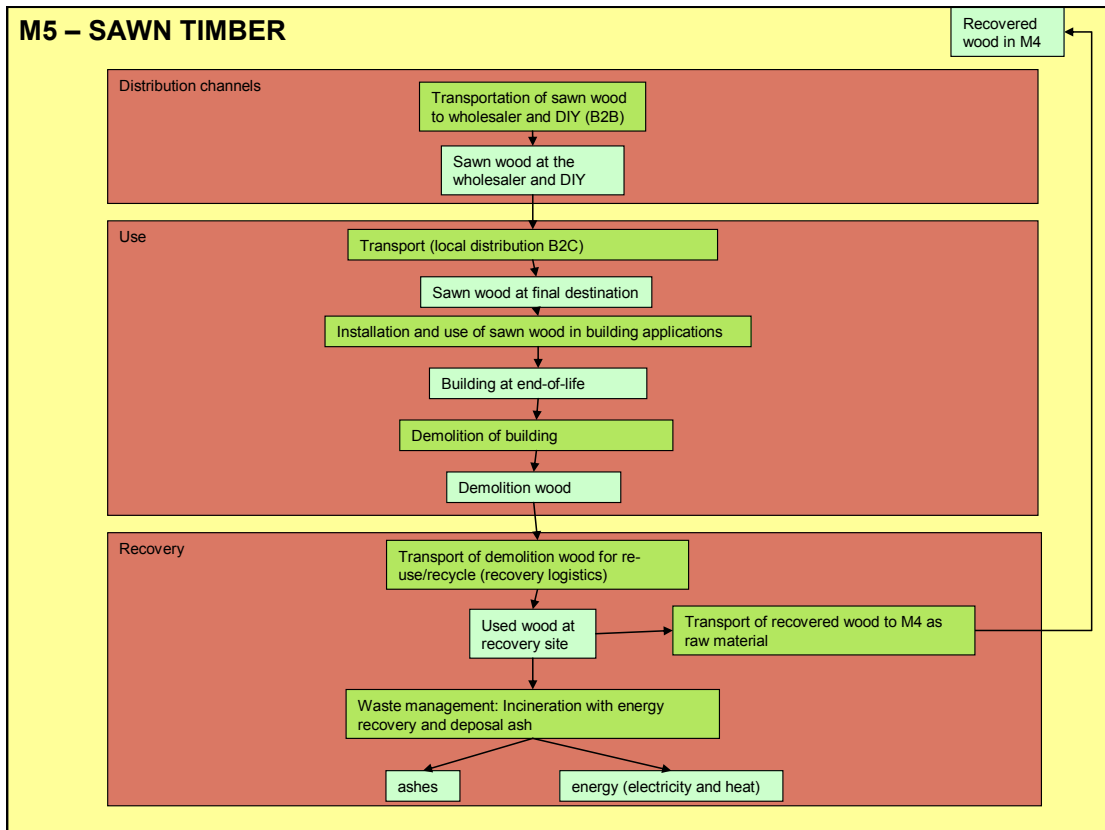 M5 – SAWN TIMBER
Recovered
wood in M4
Distribution channels
Transportation of sawn wood
to wholesaler and DIY (B2B)
Sawn wood at the
wholesaler and DIY
Use
Transport (local distribution B2C)
Sawn wood at final destination
Installation and use of sawn wood in building applications
Building at end-of-life
Demolition of building
Demolition wood
Recovery
Transport of demolition wood for re-
use/recycle (recovery logistics)
Used wood at
recovery site
Transport of recovered wood to M4 as
raw material
Waste management: Incineration with energy
recovery and deposal ash
ashes
energy (electricity and heat)